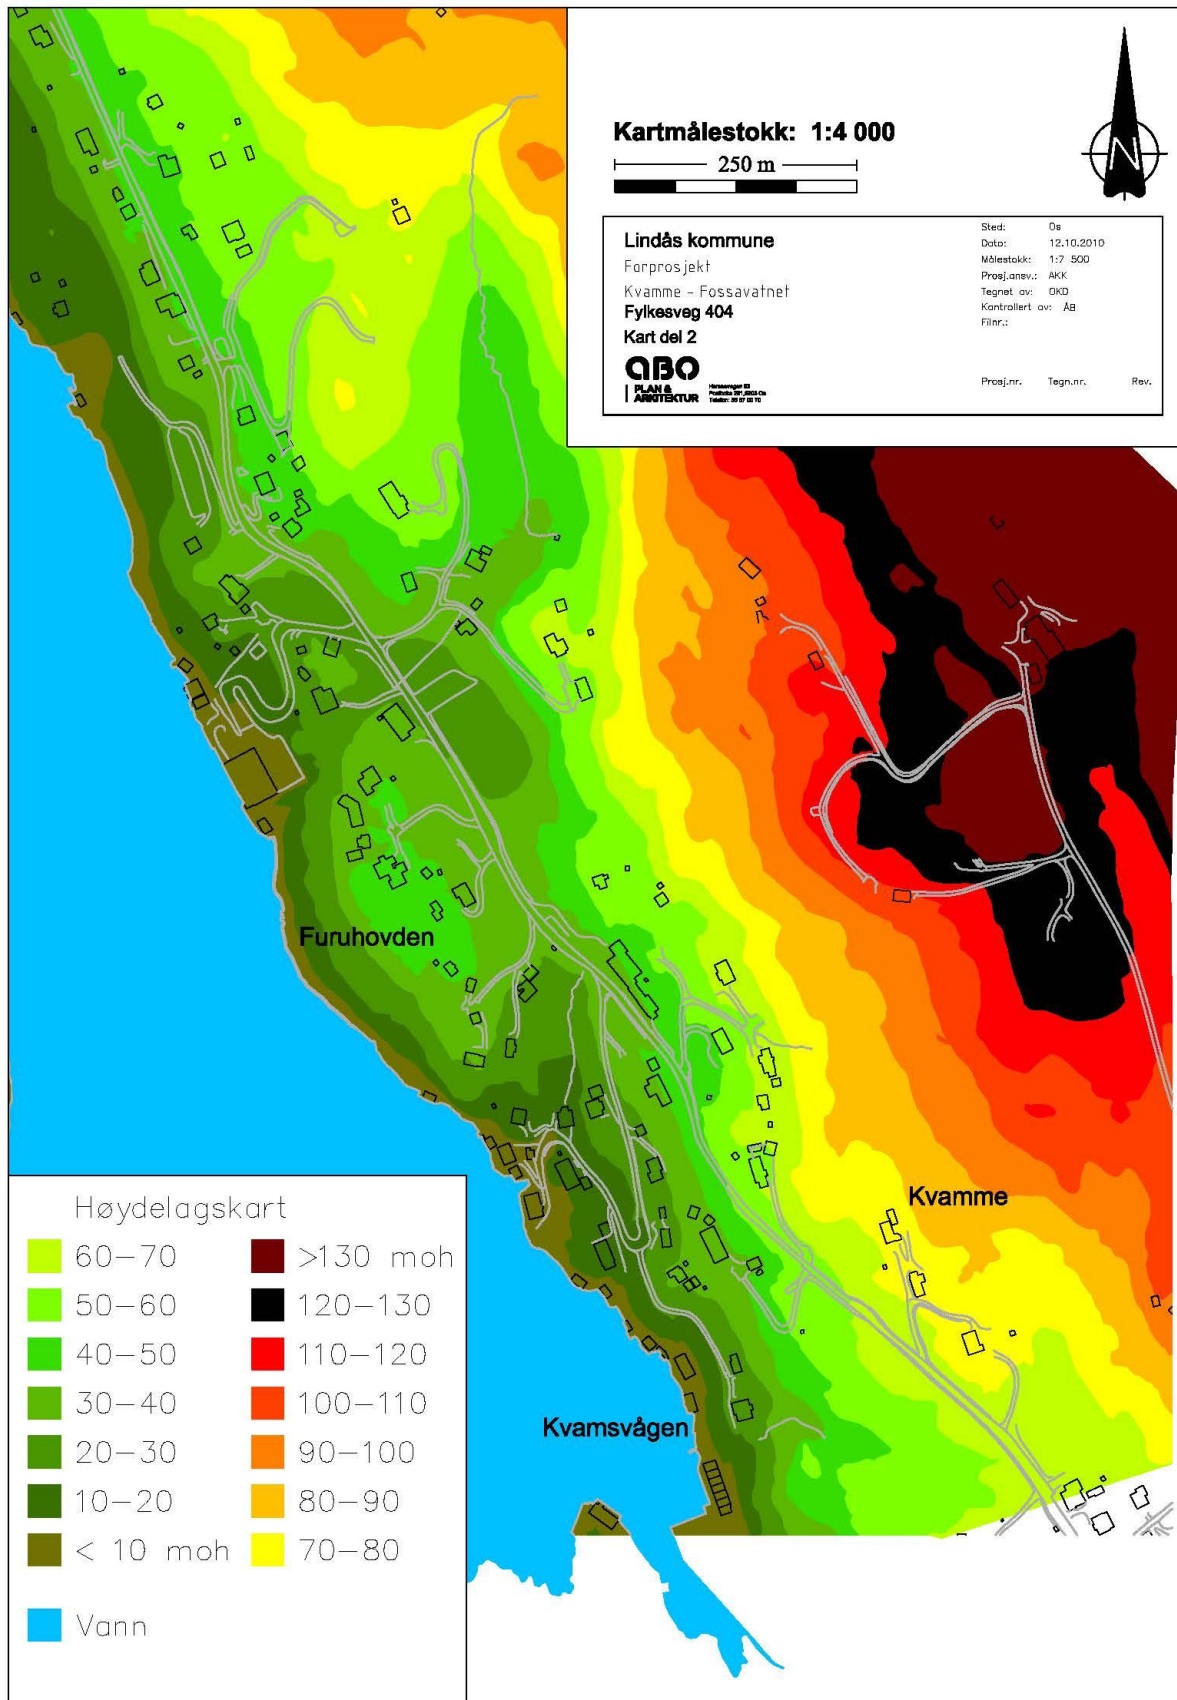 Kartmålestokk: 1:4 000
250 m
N
Lindås kommune
Forprosjekt
Kvamme - Fossavatnet
Fylkesveg 404
Kart del 2
ABO
PLAN &
ARKITEKTUR
Sted: Os
Dato: 12.10.2010
Målestokk: 1:7 500
Prosj.ansv.: AKK
Tegnet av:
Kontrollert av: ÅB
Filnr.:
Prosj.nr. Tegn.nr. Rev.
Furuhovden
Kvamme
Kvamsvågen
Høydelagskart
60-70
50-60
40-50
30-40
20-30
10-20
< 10 moh
Vann
>130 moh
120-130
110-120
100-110
90-100
80-90
70-80